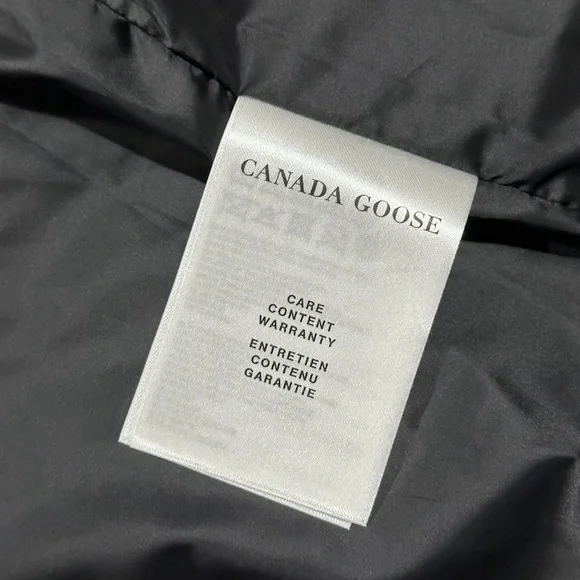 CANADA GOOSE
CARE
CONTENT
WARRANTY
ENTRETIEN
CONTENU
GARANTIE